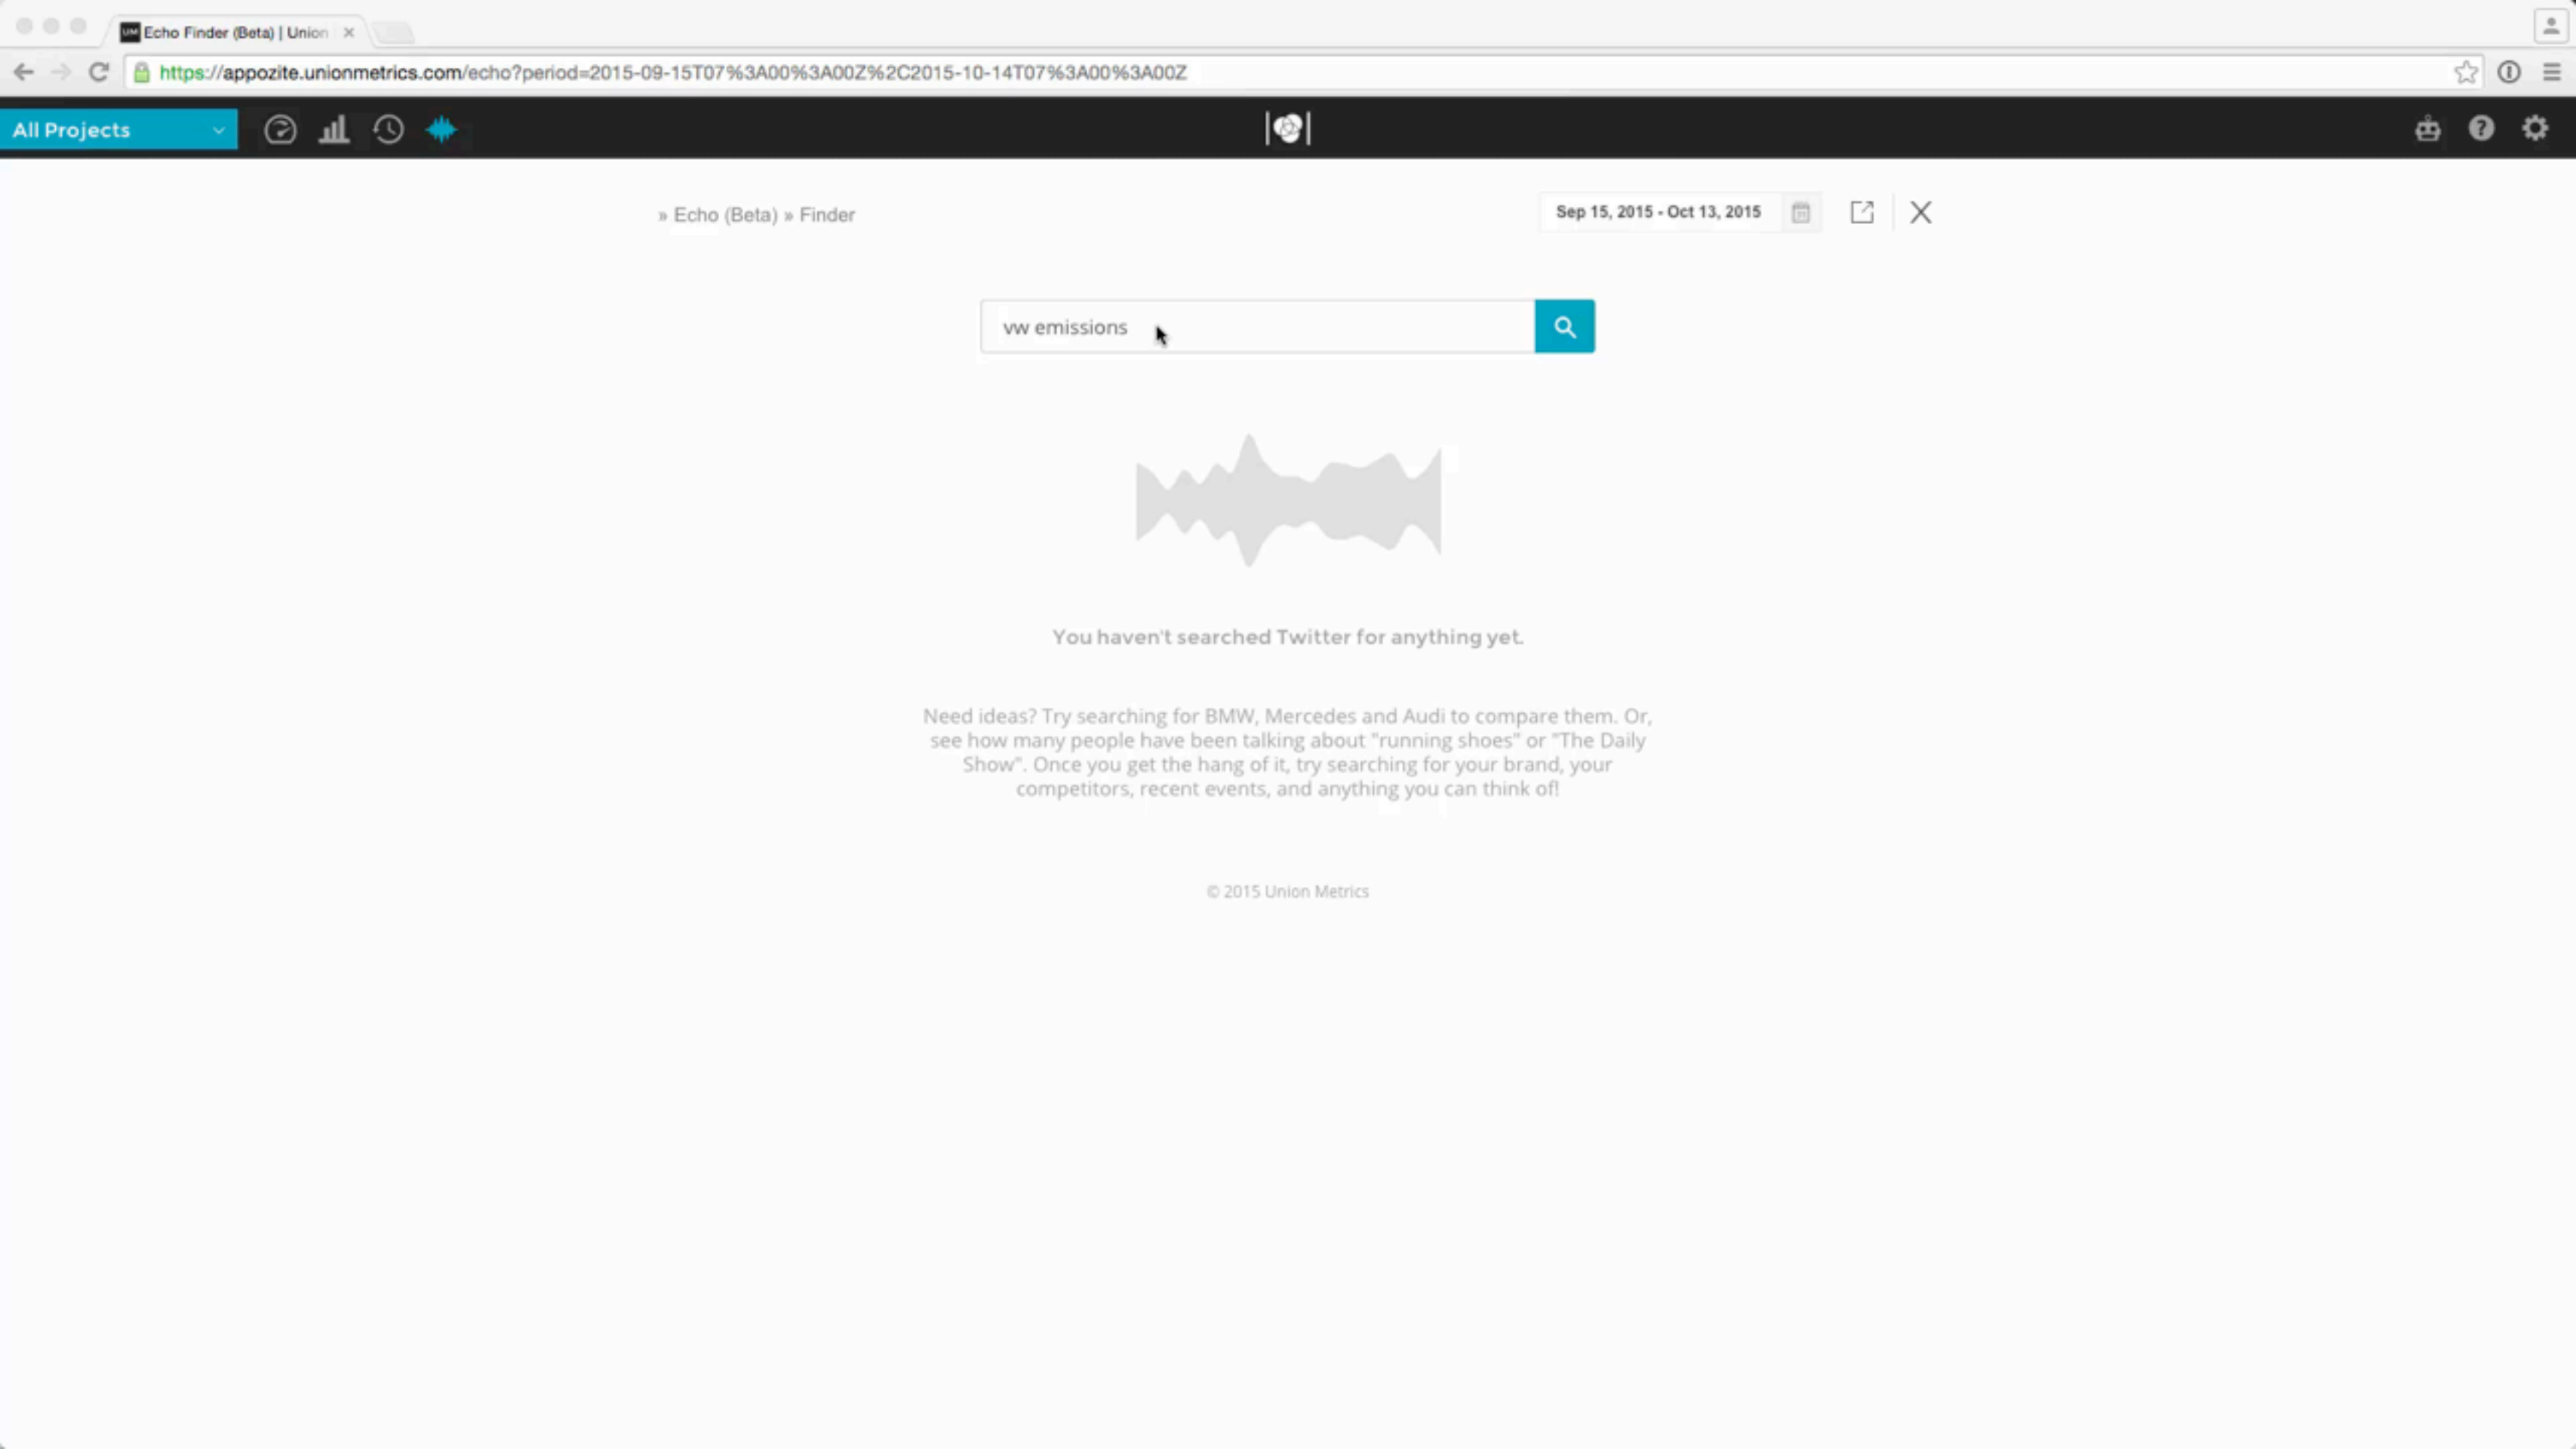 UM Echo Finder (Beta) | Union
https://appozite.unionmetrics.com/echo?period=2015-09-15T07%3A00%3A00Z%2C2015-10-14T07%3A00%3A00Z
All Projects
» Echo (Beta) » Finder
Sep 15, 2015 - Oct 13, 2015
vw emissions
You haven't searched Twitter for anything yet.
Need ideas? Try searching for BMW, Mercedes and Audi to compare them. Or,
see how many people have been talking about "running shoes" or "The Daily
Show". Once you get the hang of it, try searching for your brand, your
competitors, recent events, and anything you can think of!
© 2015 Union Metrics